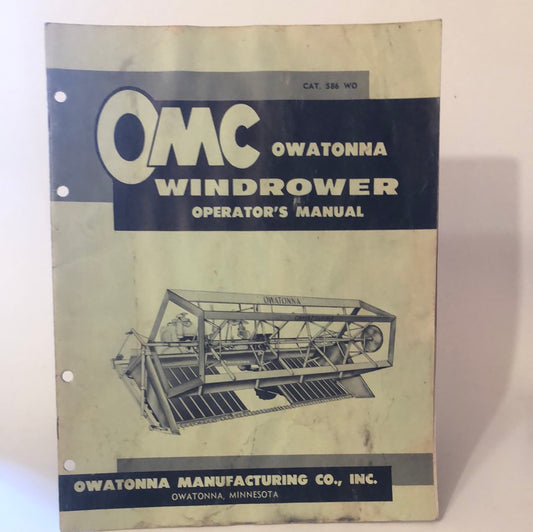 CAT. 586 WO
OMC OWATONNA
WINDROWER
OPERATOR'S MANUAL
OWATONNA
OWATONNA MANUFACTURING CO., INC.
OWATONNA, MINNESOTA